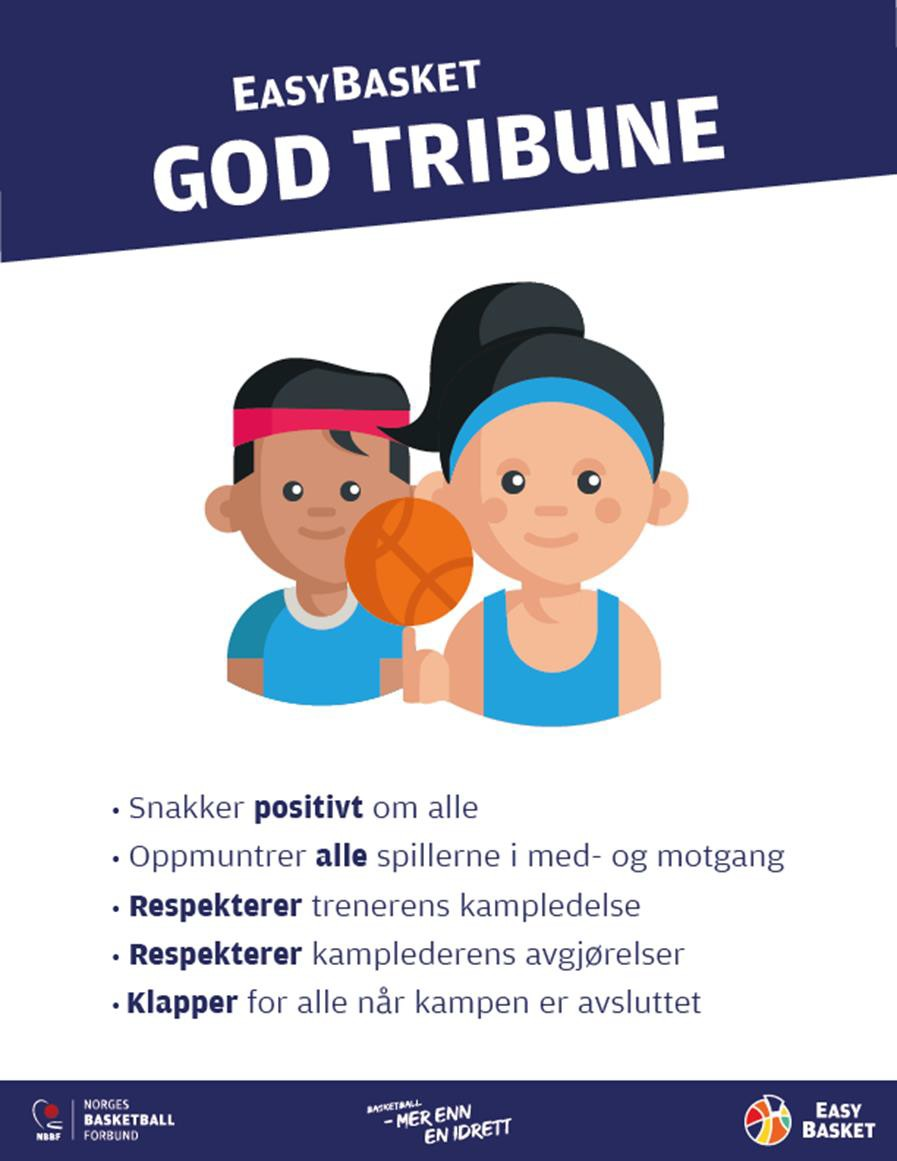 EASYBASKET
GOD TRIBUNE
• Snakker positivt om alle
• Oppmuntrer alle spillerne i med- og motgang
• Respekterer trenerens kampledelse
• Respekterer kamplederens avgjørelser
• Klapper for alle når kampen er avsluttet
NBBF
NORGES
BASKETBALL
FORBUND
BASKETBALL
- MER ENN
EN IDRETT
EASY
BASKET